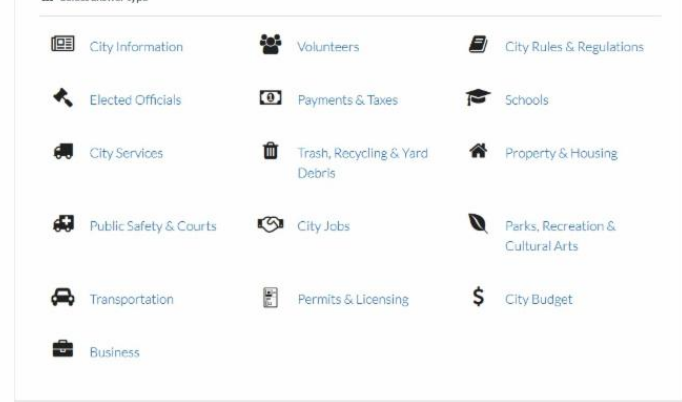 City Information
Volunteers
City Rules & Regulations
Elected Officials
Payments & Taxes
Schools
City Services
Trash, Recycling & Yard
Debris
Property & Housing
Public Safety & Courts
City Jobs
Parks, Recreation &
Cultural Arts
Transportation
Permits & Licensing
$ City Budget
Business